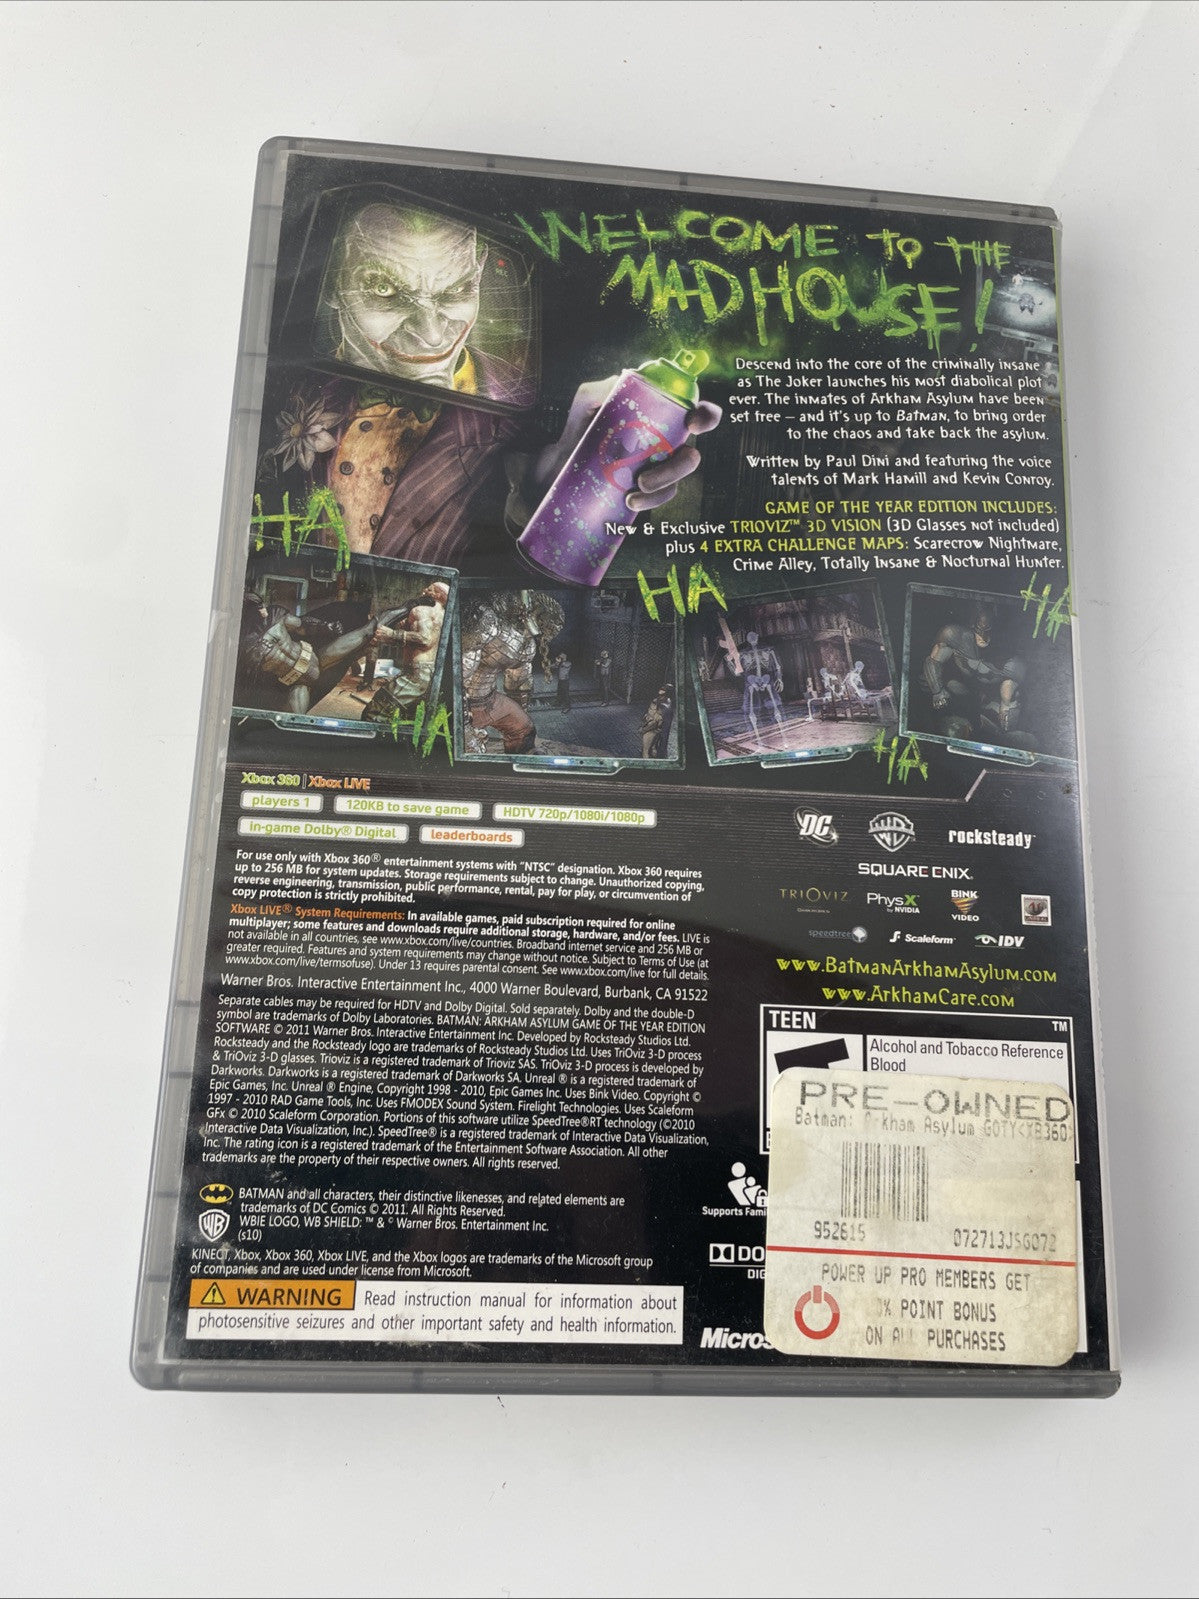 WELCOME TO THE
MADHOUSE!
REC
Descend into the core of the criminally insane
as The Joker launches his most diabolical plot
ever. The inmates of Arkham Asylum have been
set free – and it's up to Batman, to bring order
to the chaos and take back the asylum.
Written by Paul Dini and featuring the voice
talents of Mark Hamill and Kevin Conroy.
GAME OF THE YEAR EDITION INCLUDES:
New & Exclusive TRIOVIZ™ 3D VISION (3D Glasses not included)
plus 4 EXTRA CHALLENGE MAPS: Scarecrow Nightmare,
Crime Alley, Totally Insane & Nocturnal Hunter.
HA
HA
HA
HA
HA
Xbox 360 | Xbox LIVE
players 1
120KB to save game
HDTV 720p/1080i/1080p
in-game Dolby® Digital
leaderboards
For use only with Xbox 360® entertainment systems with "NTSC" designation. Xbox 360 requires
up to 256 MB for system updates. Storage requirements subject to change. Unauthorized copying,
reverse engineering, transmission, public performance, rental, pay for play, or circumvention of
copy protection is strictly prohibited.
Xbox LIVE® System Requirements: In available games, paid subscription required for online
multiplayer; some features and downloads require additional storage, hardware, and/or fees. LIVE is
not available in all countries, see www.xbox.com/live/countries. Broadband internet service and 256 MB or
greater required. Features and system requirements may change without notice. Subject to Terms of Use (at
www.xbox.com/live/termsofuse). Under 13 requires parental consent. See www.xbox.com/live for full details.
Warner Bros. Interactive Entertainment Inc., 4000 Warner Boulevard, Burbank, CA 91522
Separate cables may be required for HDTV and Dolby Digital. Sold separately. Dolby and the double-D
symbol are trademarks of Dolby Laboratories. BATMAN: ARKHAM ASYLUM GAME OF THE YEAR EDITION
SOFTWARE © 2011 Warner Bros. Interactive Entertainment Inc. Developed by Rocksteady Studios Ltd.
Rocksteady and the Rocksteady logo are trademarks of Rocksteady Studios Ltd. Uses TriOviz 3-D process
& TriOviz 3-D glasses. Trioviz is a registered trademark of Trioviz SAS. TriOviz 3-D process is developed by
Darkworks. Darkworks is a registered trademark of Darkworks SA. Unreal ® is a registered trademark of
Epic Games, Inc. Unreal ® Engine, Copyright 1998 - 2010, Epic Games Inc. Uses Bink Video. Copyright ©
1997 - 2010 RAD Game Tools, Inc. Uses FMODEX Sound System. Firelight Technologies. Uses Scaleform
GFx © 2010 Scaleform Corporation. Portions of this software utilize SpeedTree®RT technology (©2010
Interactive Data Visualization, Inc.). SpeedTree® is a registered trademark of Interactive Data Visualization,
Inc. The rating icon is a registered trademark of the Entertainment Software Association. All other
trademarks are the property of their respective owners. All rights reserved.
BATMAN and all characters, their distinctive likenesses, and related elements are
trademarks of DC Comics © 2011. All Rights Reserved.
WBIE LOGO, WB SHIELD: ™ & © Warner Bros. Entertainment Inc.
(s10)
KINECT, Xbox, Xbox 360, Xbox LIVE, and the Xbox logos are trademarks of the Microsoft group
of companies and are used under license from Microsoft.
WARNING Read instruction manual for information about
photosensitive seizures and other important safety and health information.
DC
WB
rocksteady
SQUARE ENIX.
TRIOVIZ
PhysX
by NVIDIA
BINK
VIDEO
speedtree
Scaleform
IDV
www.BatmanArkhamAsylum.com
www.ArkhamCare.com
TEEN
TM
Alcohol and Tobacco Reference
Blood
Supports Fami
DO
DIG
Micros
PRE-OWNED
Batman: Arkham Asylum GOTY<XB360>
952615
072713JSG072
POWER UP PRO MEMBERS GET
% POINT BONUS
ON ALL PURCHASES